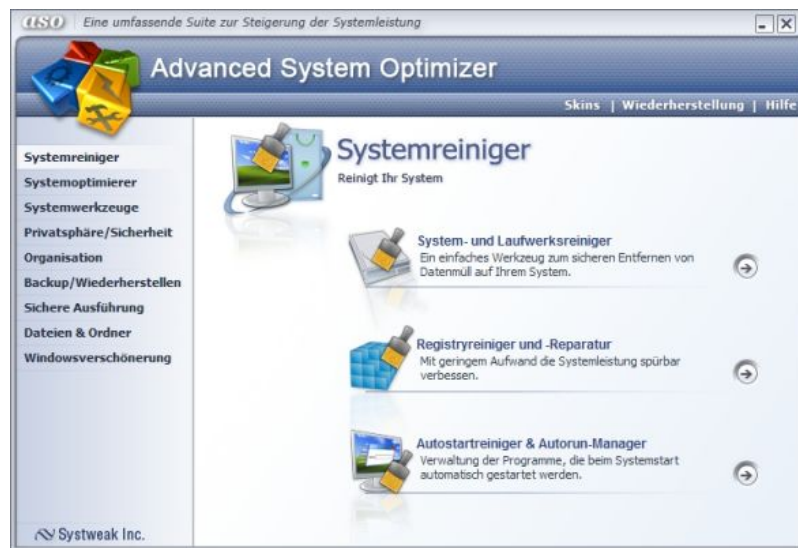 aso Eine umfassende Suite zur Steigerung der Systemleistung
Advanced System Optimizer
Skins | Wiederherstellung | Hilfe
Systemreiniger
Systemoptimierer
Systemwerkzeuge
Privatsphäre/Sicherheit
Organisation
Backup/Wiederherstellen
Sichere Ausführung
Dateien & Ordner
Windowsverschönerung
Systweak Inc.
Systemreiniger
Reinigt Ihr System
System- und Laufwerksreiniger
Ein einfaches Werkzeug zum sicheren Entfernen von
Datenmüll auf Ihrem System.
Registryreiniger und -Reparatur
Mit geringem Aufwand die Systemleistung spürbar
verbessen.
Autostartreiniger & Autorun-Manager
Verwaltung der Programme, die beim Systemstart
automatisch gestartet werden.